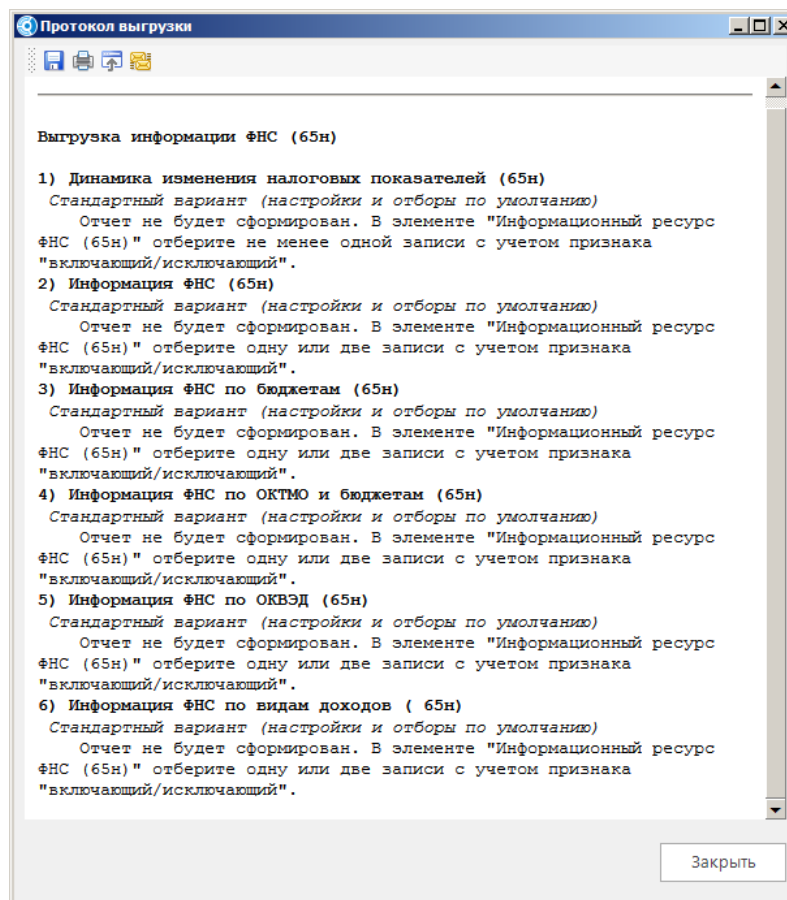 Протокол выгрузки
Выгрузка информации ФНС (65н)
1) Динамика изменения налоговых показателей (65н)
Стандартный вариант (настройки и отборы по умолчанию)
Отчет не будет сформирован. В элементе "Информационный ресурс
ФНС (65н)" отберите не менее одной записи с учетом признака
"включающий/исключающий".
2) Информация ФНС (65н)
Стандартный вариант (настройки и отборы по умолчанию)
Отчет не будет сформирован. В элементе "Информационный ресурс
ФНС (65н)" отберите одну или две записи с учетом признака
"включающий/исключающий".
3) Информация ФНС по бюджетам (65н)
Стандартный вариант (настройки и отборы по умолчанию)
Отчет не будет сформирован. В элементе "Информационный ресурс
ФНС (65н)" отберите одну или две записи с учетом признака
"включающий/исключающий".
4) Информация ФНС по ОКТМО и бюджетам (65н)
Стандартный вариант (настройки и отборы по умолчанию)
Отчет не будет сформирован. В элементе "Информационный ресурс
ФНС (65н)" отберите одну или две записи с учетом признака
"включающий/исключающий".
5) Информация ФНС по ОКВЭД (65н)
Стандартный вариант (настройки и отборы по умолчанию)
Отчет не будет сформирован. В элементе "Информационный ресурс
ФНС (65н)" отберите одну или две записи с учетом признака
"включающий/исключающий".
6) Информация ФНС по видам доходов ( 65н)
Стандартный вариант (настройки и отборы по умолчанию)
Отчет не будет сформирован. В элементе "Информационный ресурс
ФНС (65н)" отберите одну или две записи с учетом признака
"включающий/исключающий".
Закрыть